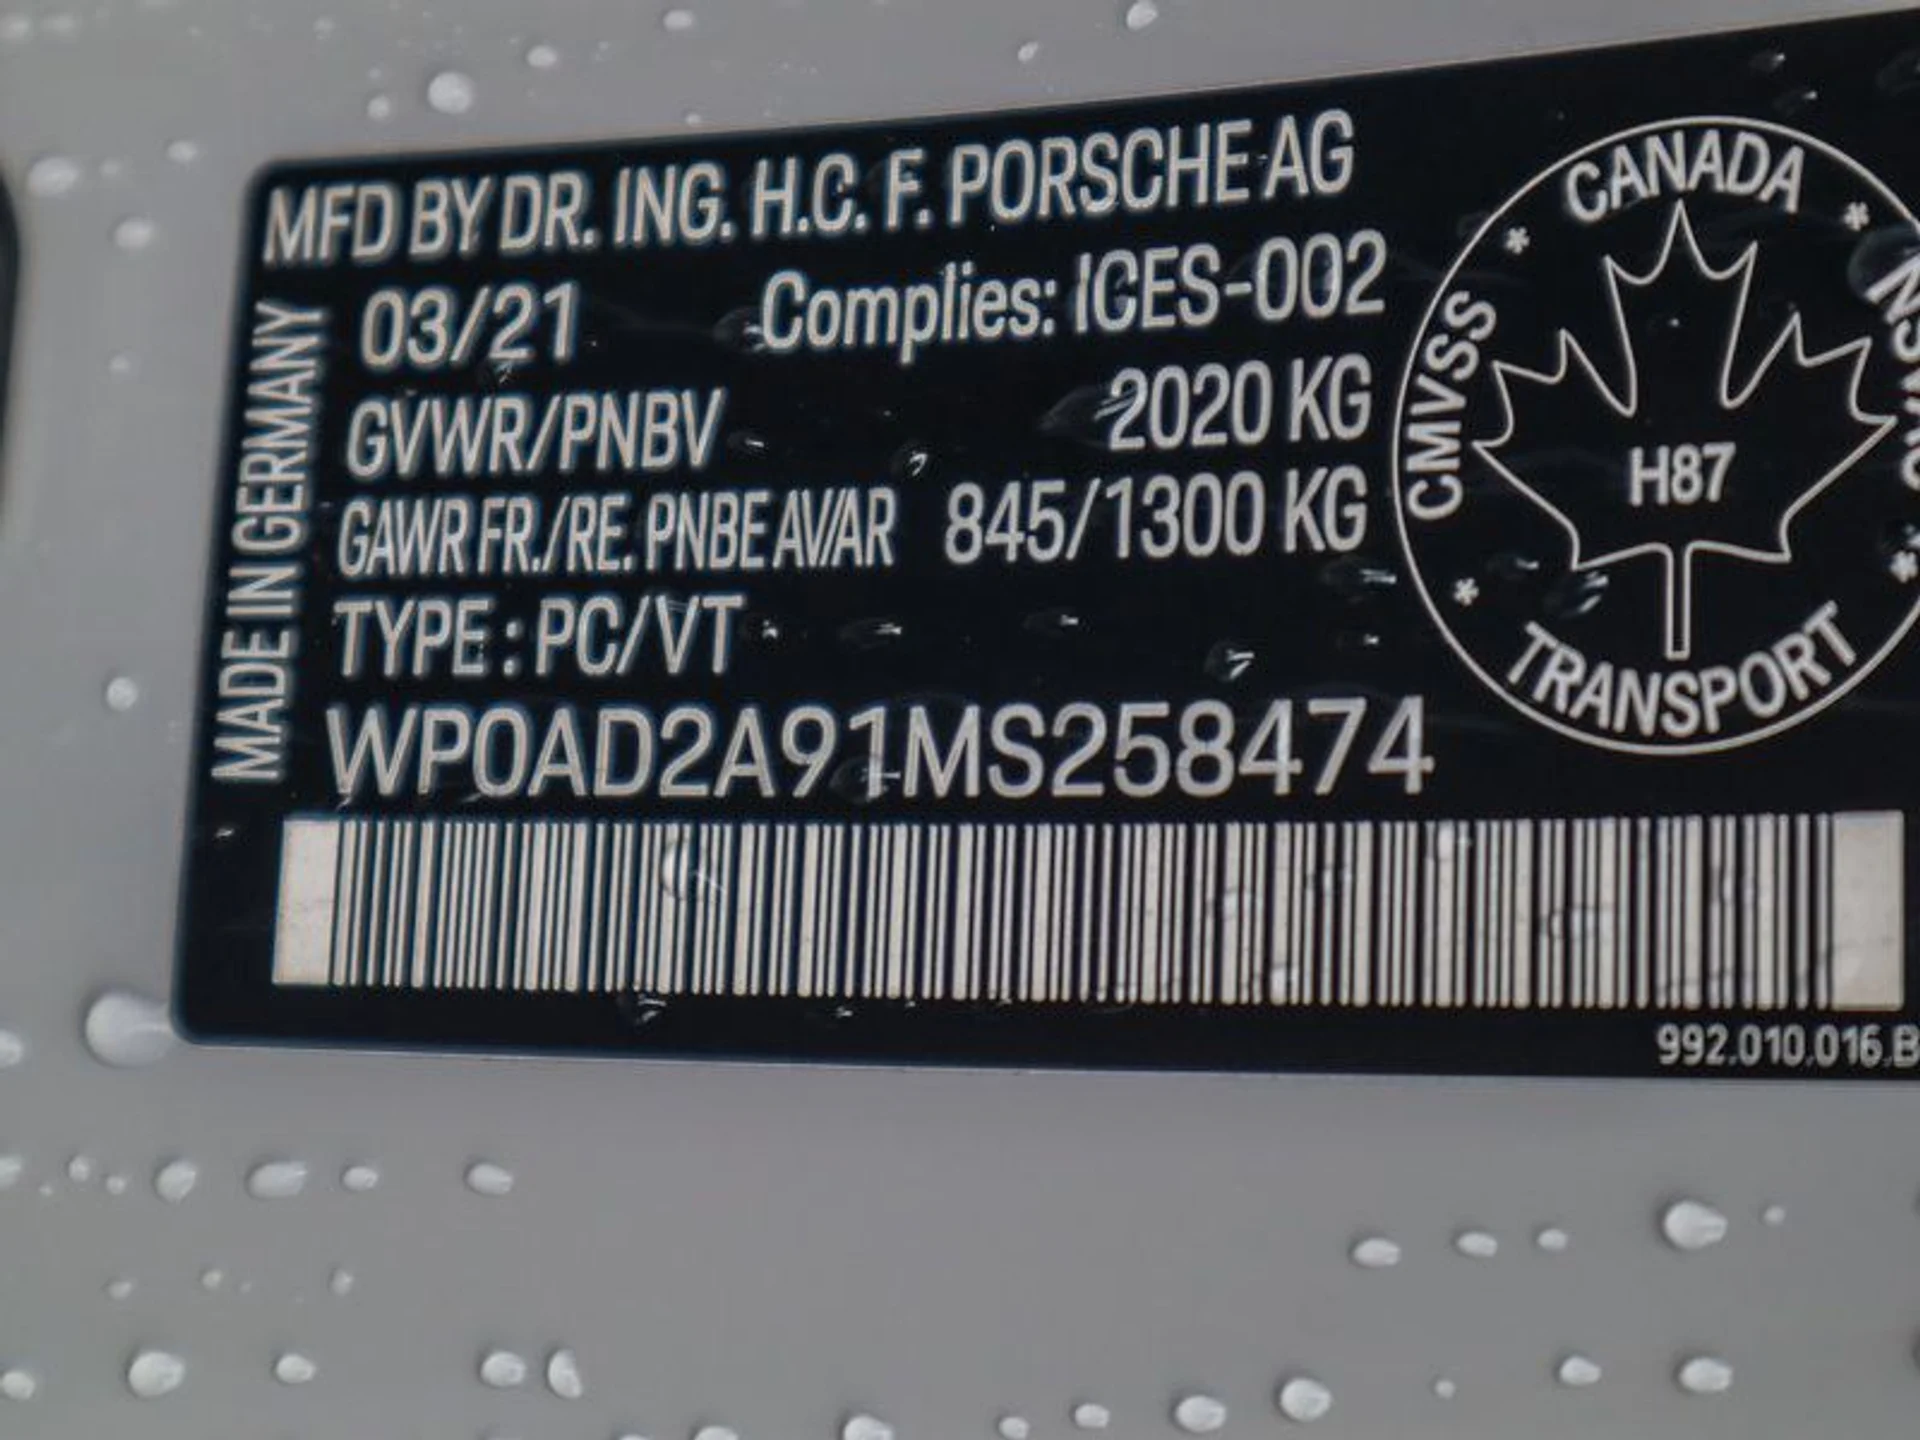 MFD BY DR. ING. H.C. F. PORSCHE AG
03/21 Complies: ICES-002
GVWR/PNBV 2020 KG
GAWR FR./RE. PNBE AV/AR 845/1300 KG
TYPE : PC/VT
WP0AD2A91MS258474
MADE IN GERMANY
CANADA
CMVSS
H87
TRANSPORT
992.010.016.B